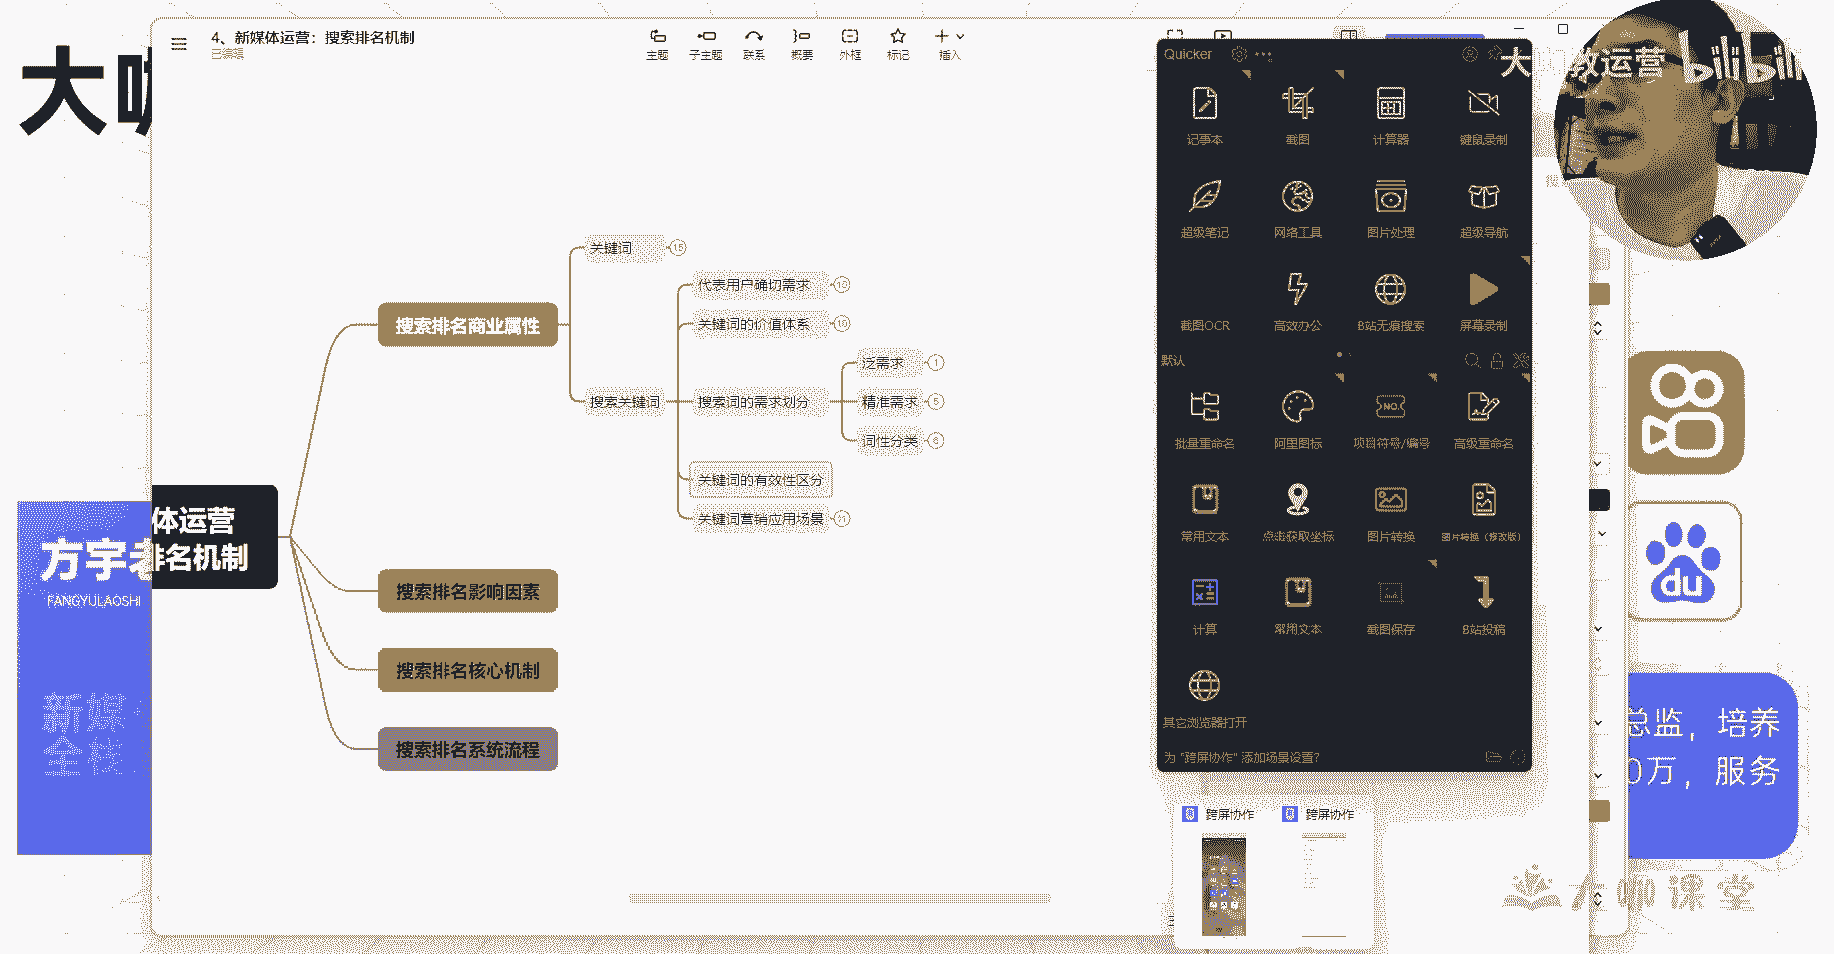 4、新媒体运营：搜索排名机制
已编辑
主题
子主题
联系
概要
外框
标记
插入
大
教运营
bilibili
大咖
Quicker
记事本
截图
计算器
键鼠录制
超级笔记
网络工具
图片处理
超级导航
截图OCR
高效办公
B站无痕搜索
屏幕录制
默认
批量重命名
阿里图标
项目符号/编号
高级重命名
NO.
常用文本
点击获取坐标
图片转换
图片转换（修改版）
计算
常用文本
截图保存
B站投稿
其它浏览器打开
为 "跨屏协作" 添加场景设置?
跨屏协作
跨屏协作
关键词
15
代表用户确切需求
关键词的价值体系
搜索排名商业属性
泛需求
1
搜索关键词
搜索词的需求划分
精准需求
5
词性分类
6
关键词的有效性区分
关键词营销应用场景
21
体运营
排名机制
方宇老
FANGYULAOSHI
搜索排名影响因素
搜索排名核心机制
搜索排名系统流程
新媒
全栈
du
总监，培养
0万，服务
大咖课堂